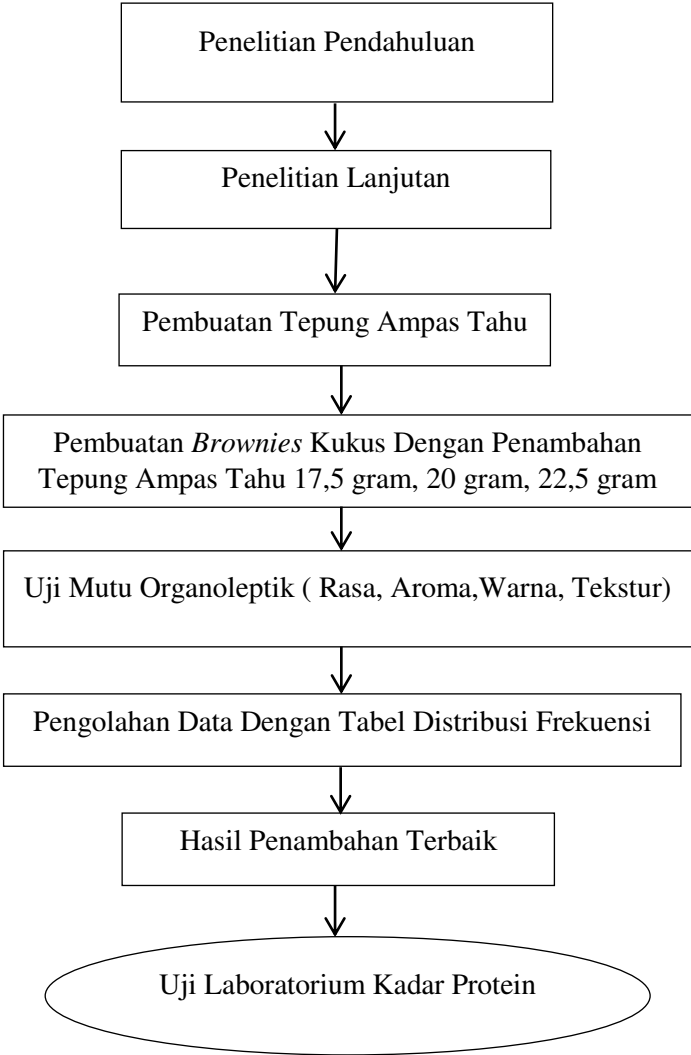 Penelitian Pendahuluan
Penelitian Lanjutan
Pembuatan Tepung Ampas Tahu
Pembuatan Brownies Kukus Dengan Penambahan
Tepung Ampas Tahu 17,5 gram, 20 gram, 22,5 gram
Uji Mutu Organoleptik ( Rasa, Aroma,Warna, Tekstur)
Pengolahan Data Dengan Tabel Distribusi Frekuensi
Hasil Penambahan Terbaik
Uji Laboratorium Kadar Protein